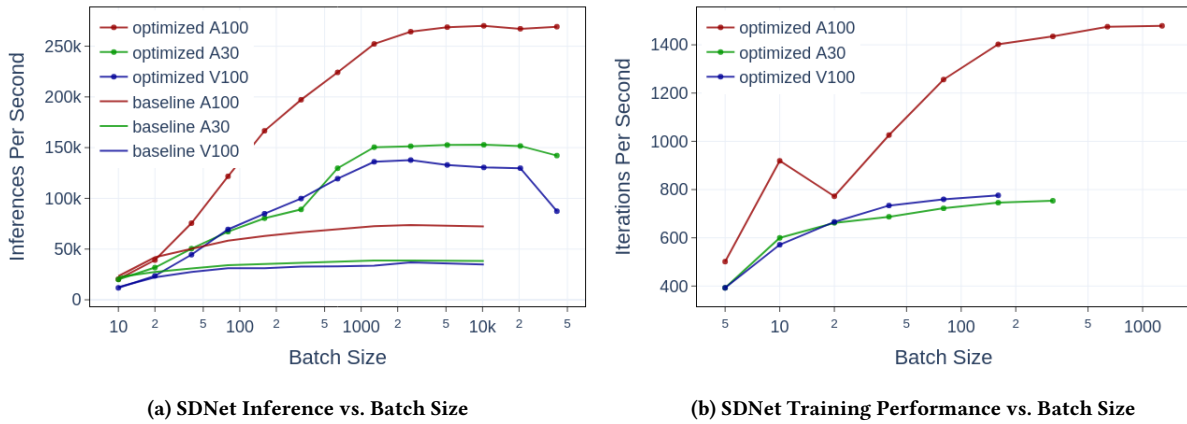 optimized A100
optimized A30
optimized V100
baseline A100
baseline A30
baseline V100
250k
200k
150k
100k
50k
0
Inferences Per Second
10 2 5 100 2 5 1000 2 5 10k 2 5
Batch Size
(a) SDNet Inference vs. Batch Size
optimized A100
optimized A30
optimized V100
1400
1200
1000
800
600
400
Iterations Per Second
5 10 2 5 100 2 5 1000
Batch Size
(b) SDNet Training Performance vs. Batch Size